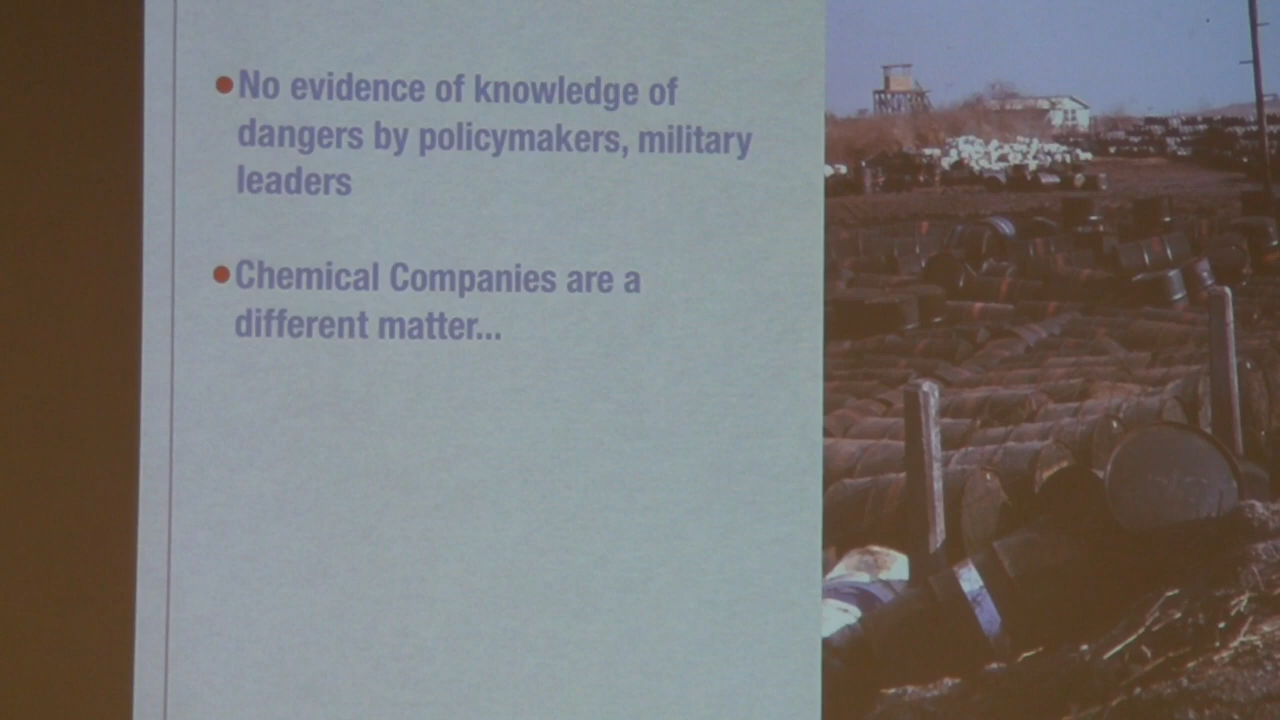 •No evidence of knowledge of
dangers by policymakers, military
leaders
•Chemical Companies are a
different matter...